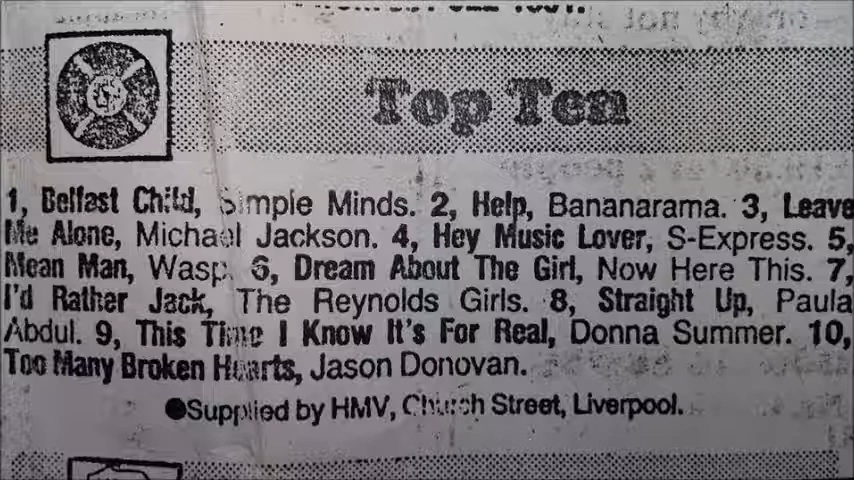 Top Ten
1, Belfast Child, Simple Minds. 2, Help, Bananarama. 3, Leave
Me Alone, Michael Jackson. 4, Hey Music Lover, S-Express. 5,
Mean Man, Wasp. 6, Dream About The Girl, Now Here This. 7,
I'd Rather Jack, The Reynolds Girls. 8, Straight Up, Paula
Abdul. 9, This Time I Know It's For Real, Donna Summer. 10,
Too Many Broken Hearts, Jason Donovan.
●Supplied by HMV, Church Street, Liverpool.